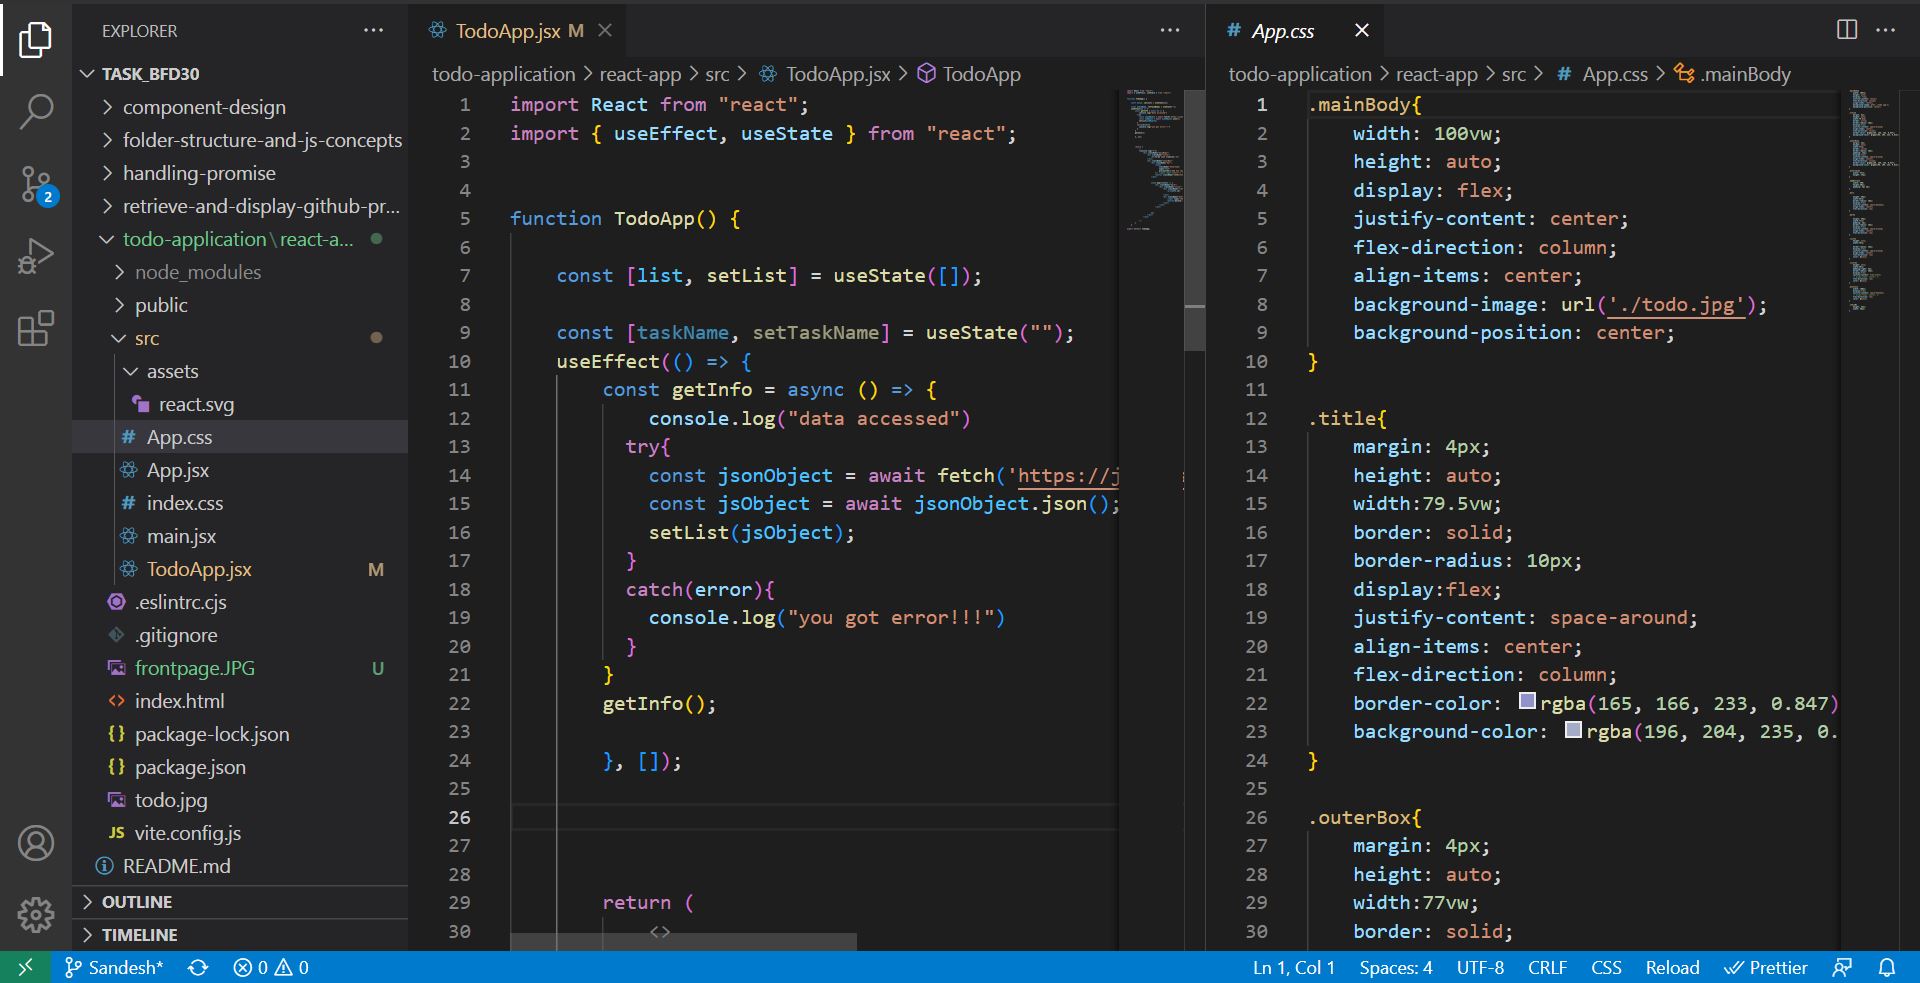 EXPLORER
TASK_BFD30
component-design
folder-structure-and-js-concepts
handling-promise
retrieve-and-display-github-pr...
todo-application\react-a...
node_modules
public
src
assets
react.svg
# App.css
App.jsx
# index.css
main.jsx
TodoApp.jsx M
.eslintrc.cjs
.gitignore
frontpage.JPG U
<> index.html
{} package-lock.json
{} package.json
todo.jpg
JS vite.config.js
README.md
OUTLINE
TIMELINE
2
TodoApp.jsx M
todo-application > react-app > src > TodoApp.jsx > TodoApp
1 import React from "react";
2 import { useEffect, useState } from "react";
3
4
5 function TodoApp() {
6
7 const [list, setList] = useState([]);
8
9 const [taskName, setTaskName] = useState("");
10 useEffect(() => {
11 const getInfo = async () => {
12 console.log("data accessed")
13 try{
14 const jsonObject = await fetch('https://j
15 const jsObject = await jsonObject.json();
16 setList(jsObject);
17 }
18 catch(error){
19 console.log("you got error!!!")
20 }
21 }
22 getInfo();
23
24 }, []);
25
26
27
28
29 return (
30 <>
# App.css
todo-application > react-app > src > # App.css > .mainBody
1 .mainBody{
2 width: 100vw;
3 height: auto;
4 display: flex;
5 justify-content: center;
6 flex-direction: column;
7 align-items: center;
8 background-image: url('./todo.jpg');
9 background-position: center;
10 }
11
12 .title{
13 margin: 4px;
14 height: auto;
15 width:79.5vw;
16 border: solid;
17 border-radius: 10px;
18 display:flex;
19 justify-content: space-around;
20 align-items: center;
21 flex-direction: column;
22 border-color: rgba(165, 166, 233, 0.847)
23 background-color: rgba(196, 204, 235, 0.
24 }
25
26 .outerBox{
27 margin: 4px;
28 height: auto;
29 width:77vw;
30 border: solid;
Sandesh* 0 0 Ln 1, Col 1 Spaces: 4 UTF-8 CRLF CSS Reload Prettier